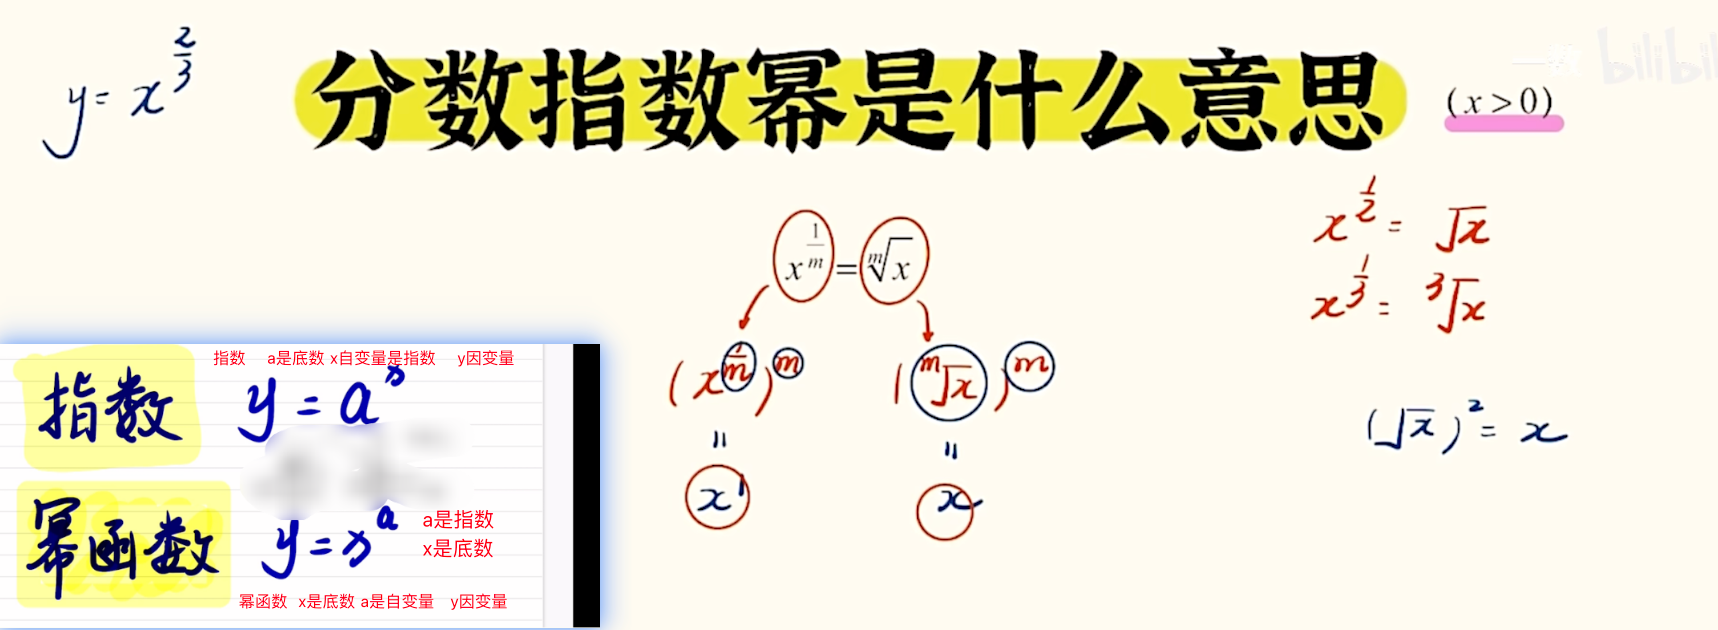 y = x^{\frac{2}{3}}
分数指数幂是什么意思 (x > 0)
x^{\frac{1}{m}} = \sqrt[m]{x}
x^{\frac{1}{2}} = \sqrt{x}
x^{\frac{1}{3}} = \sqrt[3]{x}
(x^{\frac{1}{m}})^m (\sqrt[m]{x})^m
= =
x^1 x
(\sqrt{x})^2 = x
指数 a是底数 x自变量是指数 y因变量
指数 y = a^x
幂函数 y = x^a
a是指数
x是底数
幂函数 x是底数 a是自变量 y因变量
bilibili